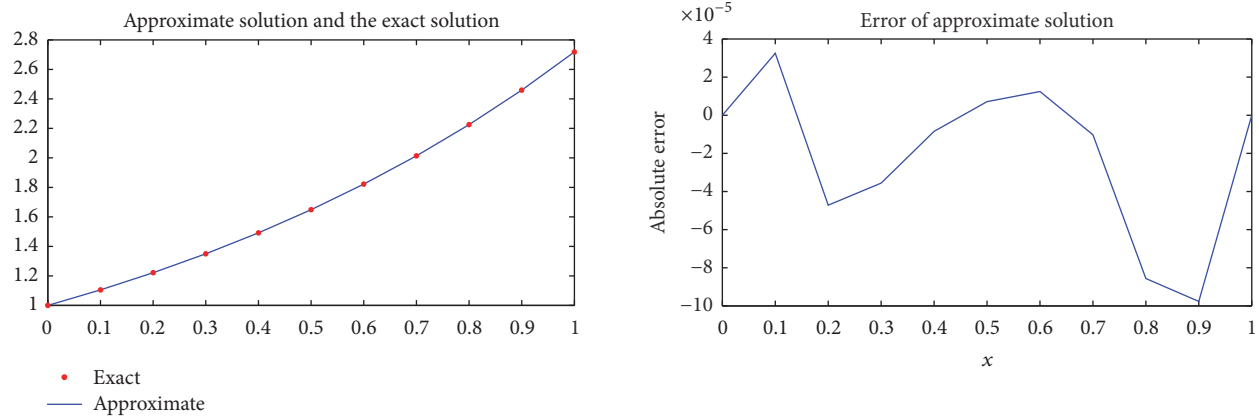 Approximate solution and the exact solution
2.8
2.6
2.4
2.2
2
1.8
1.6
1.4
1.2
1
0 0.1 0.2 0.3 0.4 0.5 0.6 0.7 0.8 0.9 1
Exact
Approximate
Error of approximate solution
×10−5
4
2
0
−2
−4
−6
−8
−10
Absolute error
0 0.1 0.2 0.3 0.4 0.5 0.6 0.7 0.8 0.9 1
x